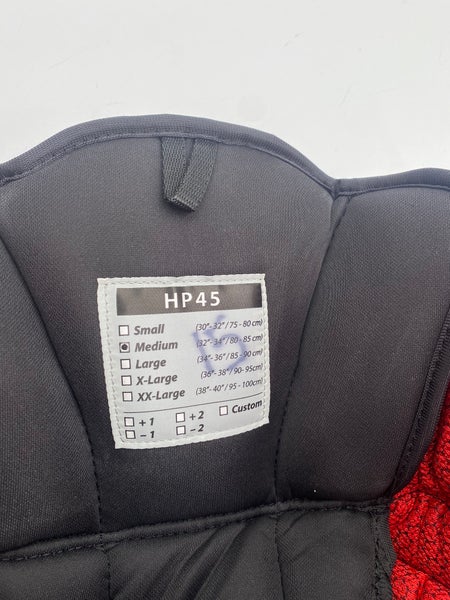 HP45
Small (30"- 32"/ 75 - 80 cm)
Medium (32"- 34"/ 80 - 85 cm)
Large (34"- 36"/ 85 - 90 cm)
X-Large (36"- 38"/ 90- 95cm)
XX-Large (38"- 40"/ 95 - 100cm)
+ 1 + 2 Custom
– 1 – 2
15